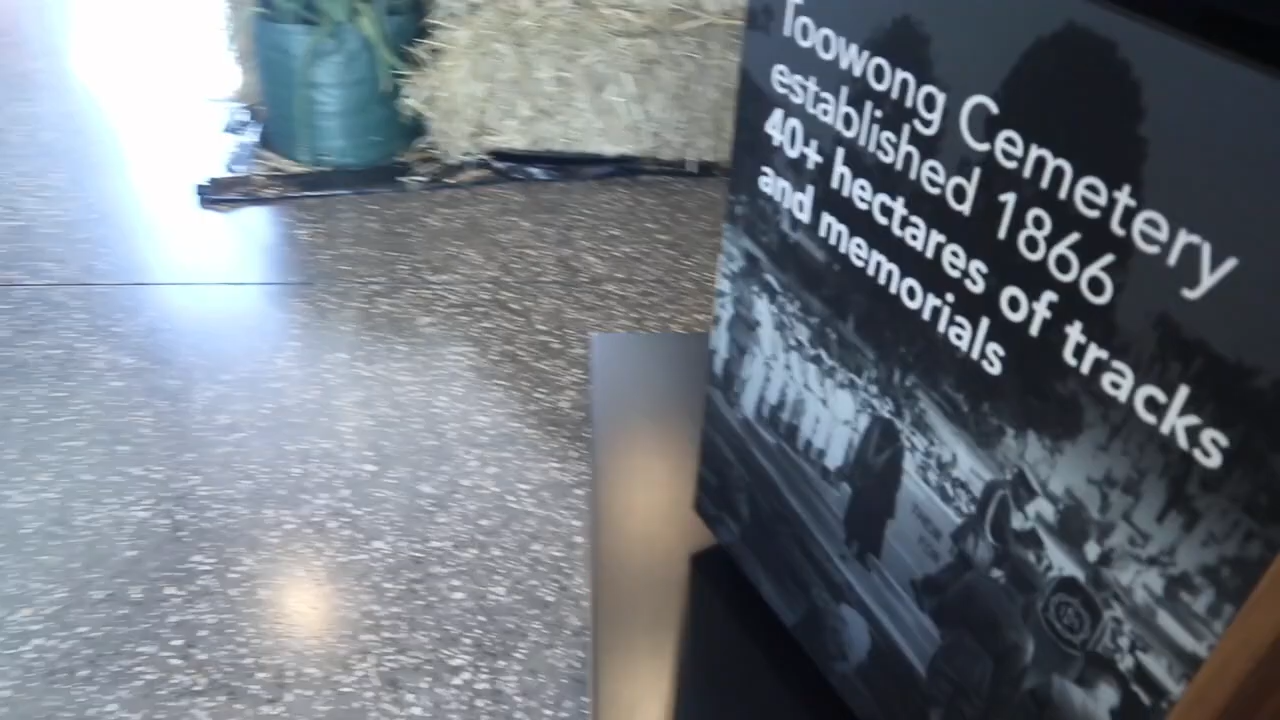 Toowong Cemetery
established 1866
40+ hectares of tracks
and memorials